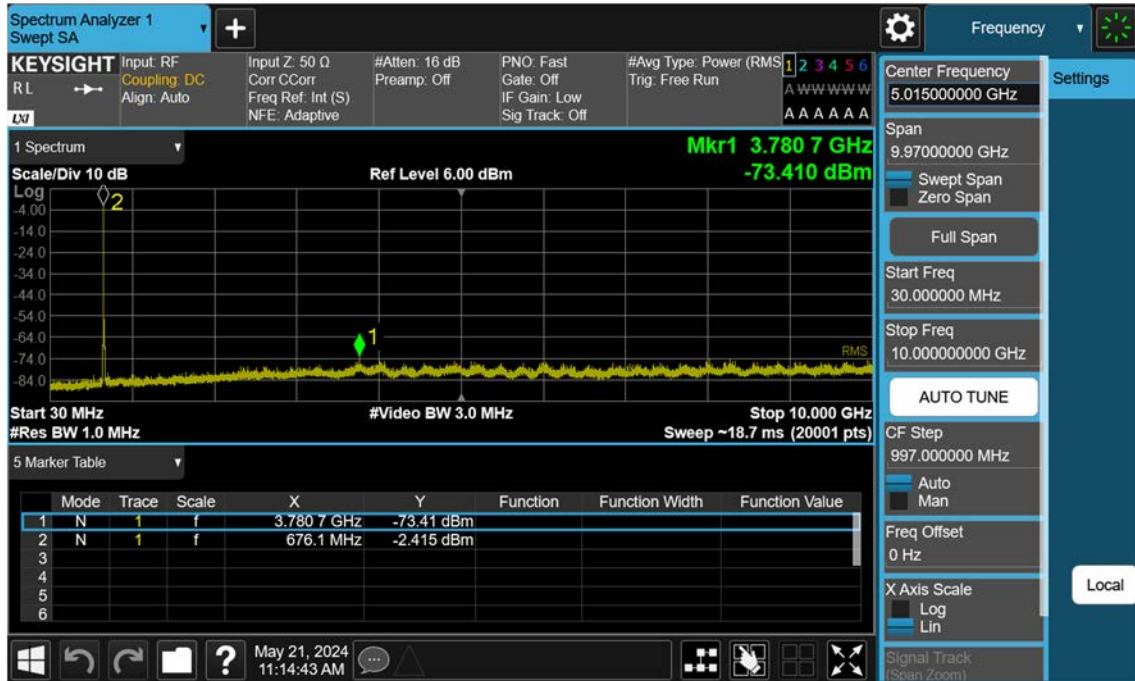 Spectrum Analyzer 1
Swept SA
+
Frequency
KEYSIGHT
RL
LXI
Input: RF
Coupling: DC
Align: Auto
Input Z: 50 Ω
Corr CCorr
Freq Ref: Int (S)
NFE: Adaptive
#Atten: 16 dB
Preamp: Off
PNO: Fast
Gate: Off
IF Gain: Low
Sig Track: Off
#Avg Type: Power (RMS
Trig: Free Run
1 2 3 4 5 6
A W W W W W
A A A A A A
1 Spectrum
Mkr1 3.780 7 GHz
Scale/Div 10 dB
Ref Level 6.00 dBm
-73.410 dBm
Log
2
-4.00
-14.0
-24.0
-34.0
-44.0
-54.0
-64.0
1
RMS
-74.0
-84.0
Start 30 MHz
#Video BW 3.0 MHz
Stop 10.000 GHz
#Res BW 1.0 MHz
Sweep ~18.7 ms (20001 pts)
5 Marker Table
Mode Trace Scale X Y Function Function Width Function Value
1 N 1 f 3.780 7 GHz -73.41 dBm
2 N 1 f 676.1 MHz -2.415 dBm
3
4
5
6
?
May 21, 2024
11:14:43 AM
Center Frequency
5.015000000 GHz
Settings
Span
9.97000000 GHz
Swept Span
Zero Span
Full Span
Start Freq
30.000000 MHz
Stop Freq
10.000000000 GHz
AUTO TUNE
CF Step
997.000000 MHz
Auto
Man
Freq Offset
0 Hz
X Axis Scale
Log
Lin
Local
Signal Track
(Span Zoom)